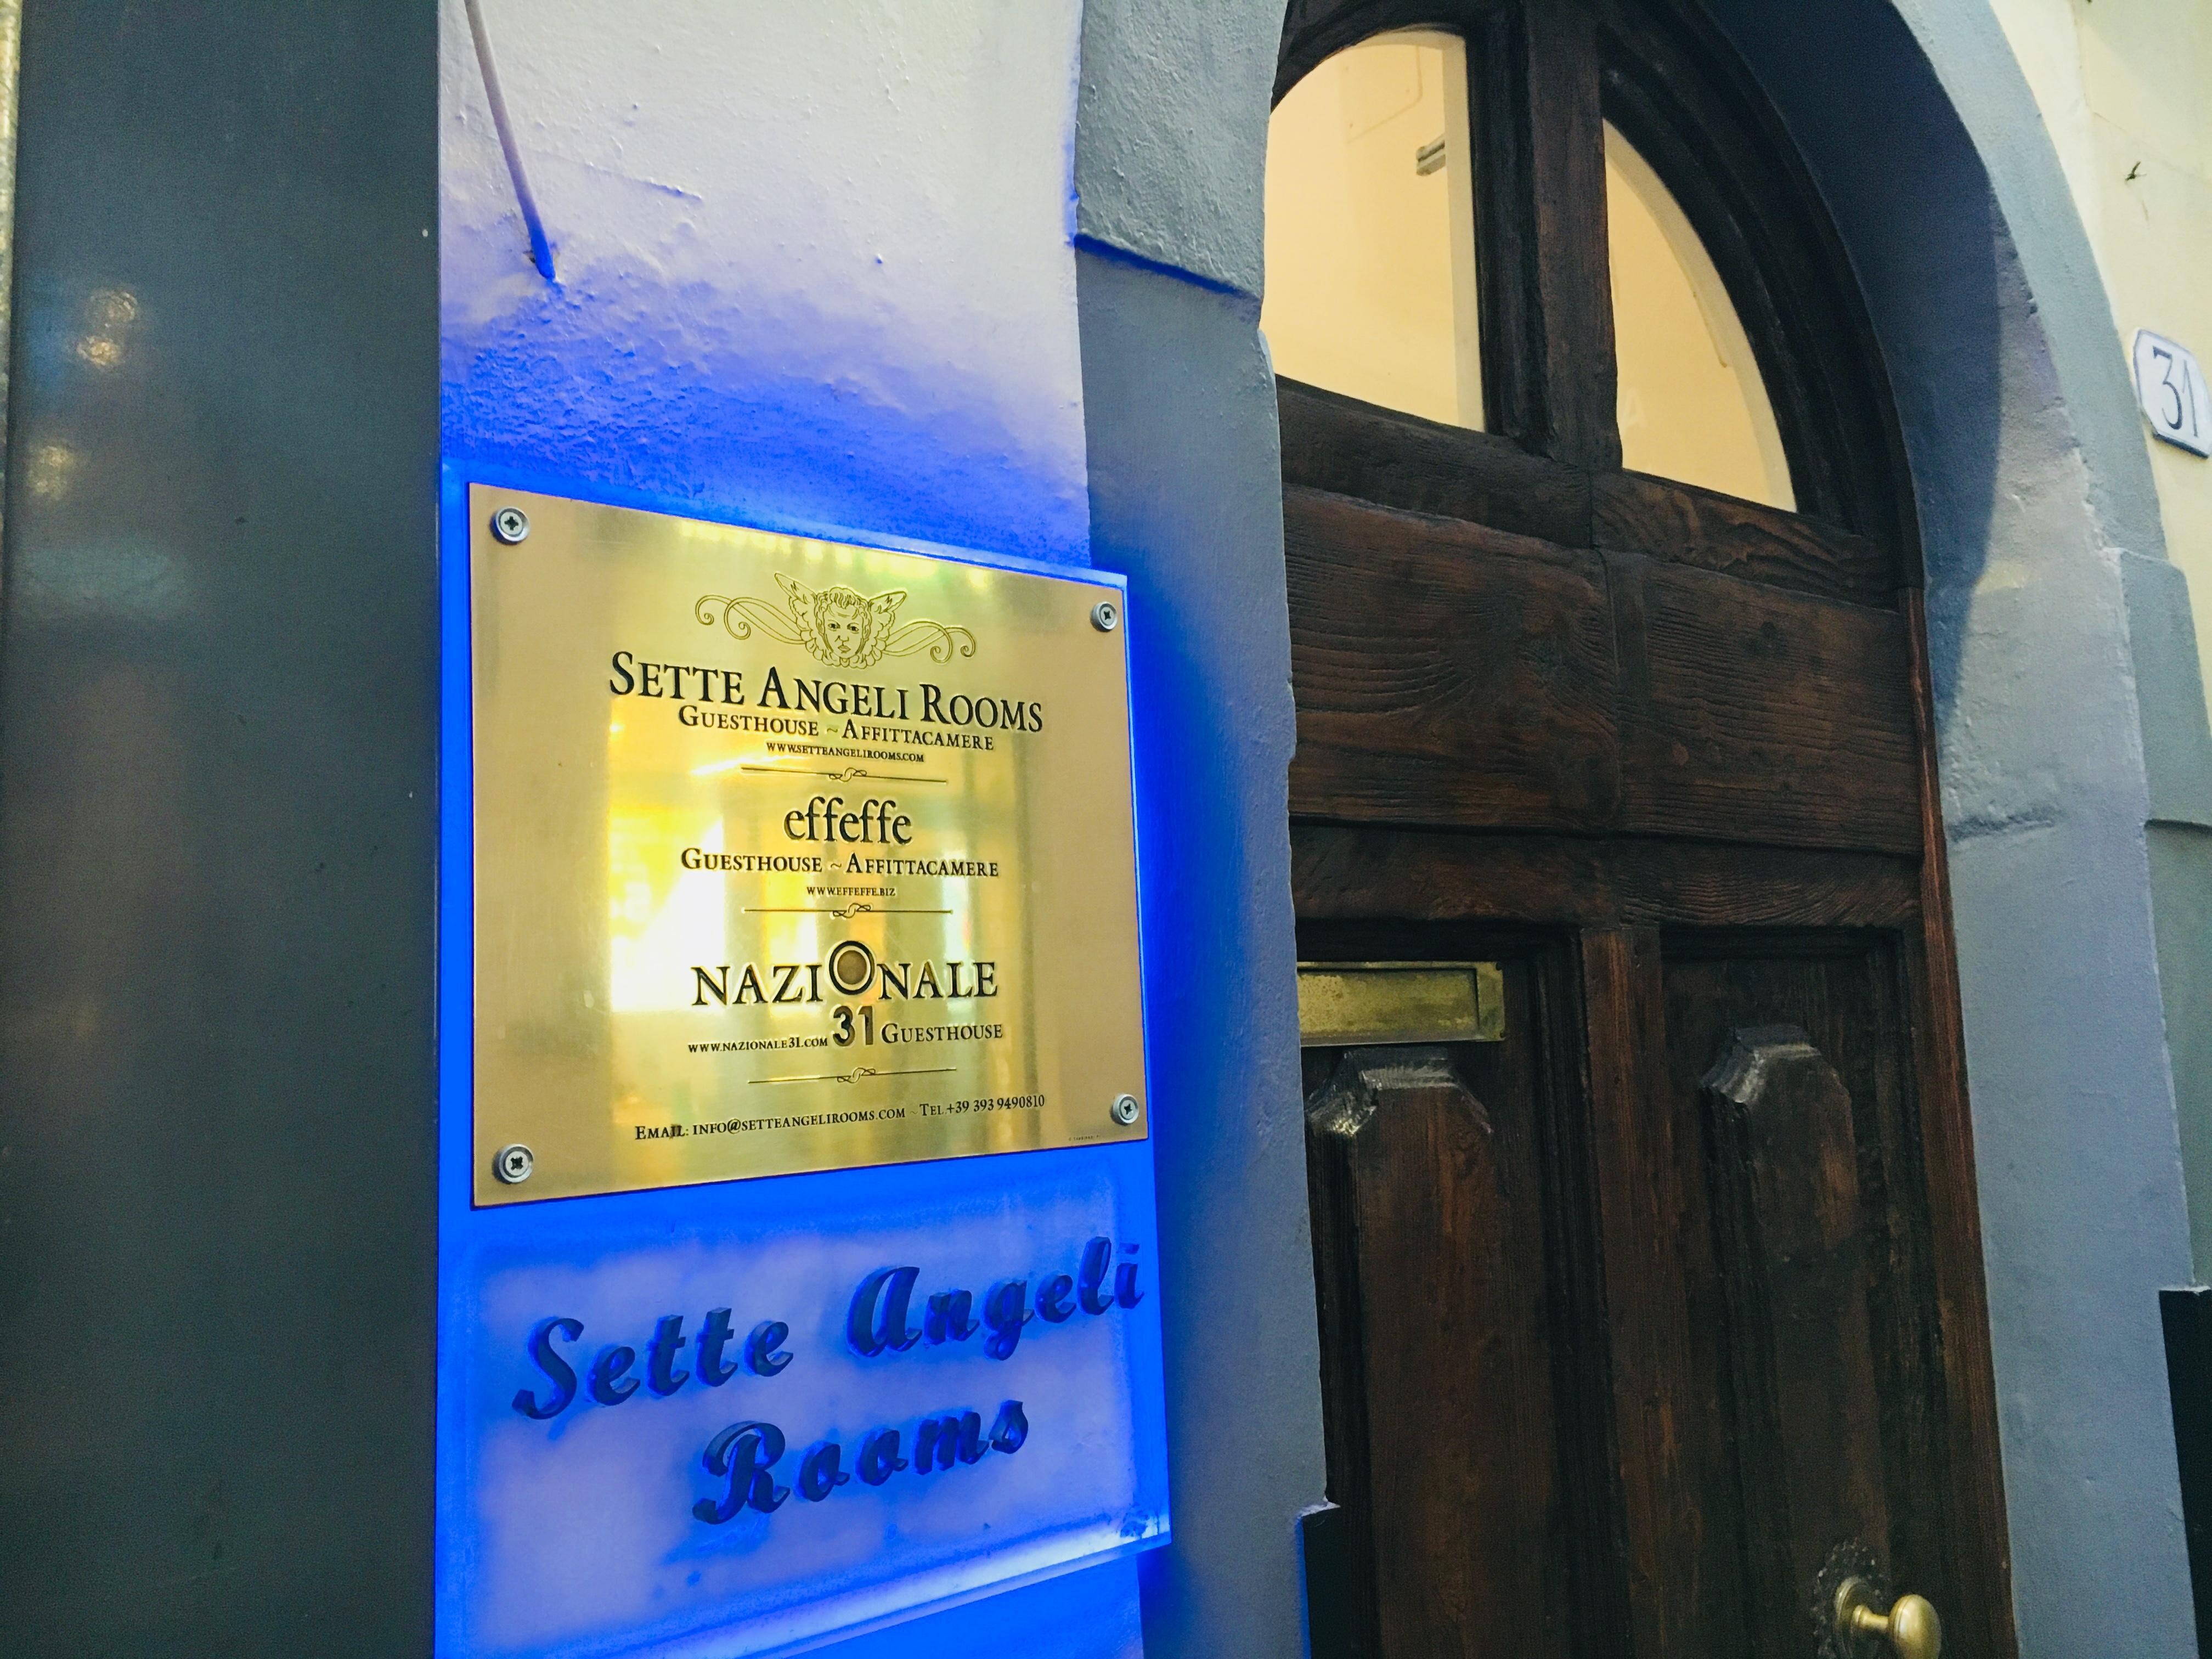 SETTE ANGELI ROOMS
GUESTHOUSE ~ AFFITTACAMERE
WWW.SETTEANGELIROOMS.COM
effeffe
GUESTHOUSE ~ AFFITTACAMERE
WWW.EFFEFFE.BIZ
NAZIONALE
WWW.NAZIONALE31.COM 31 GUESTHOUSE
EMAIL: INFO@SETTEANGELIROOMS.COM ~ TEL +39 393 9490810
Sette Angeli
Rooms
31